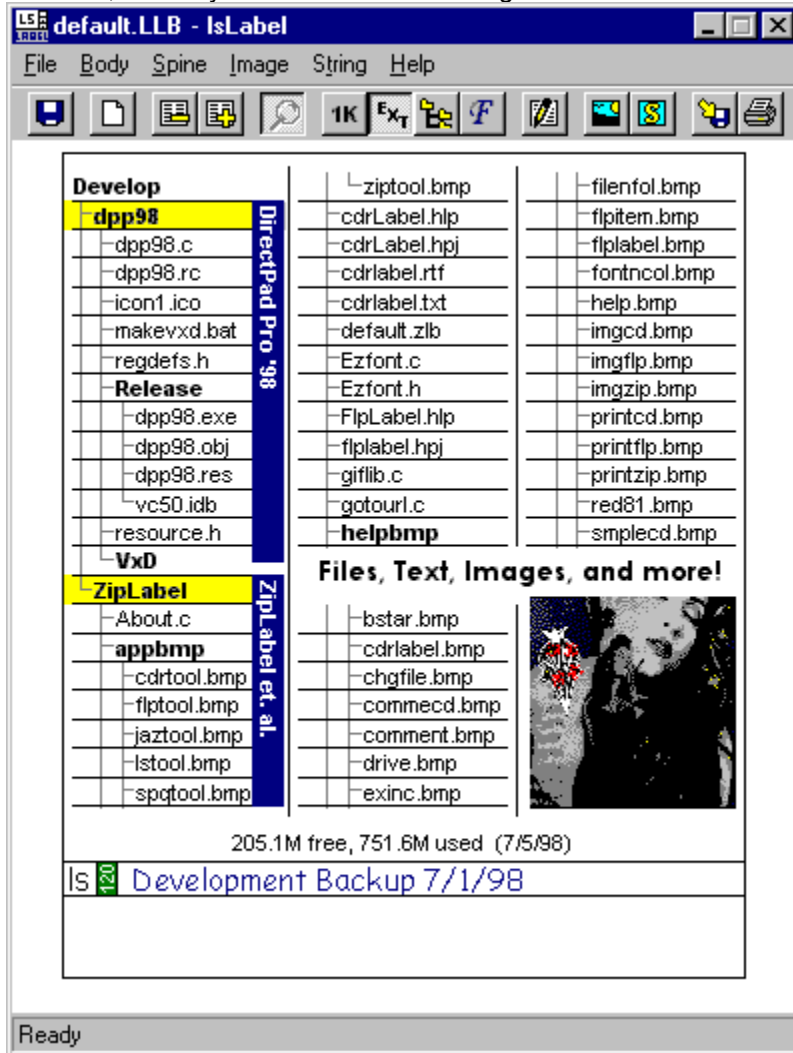 LS
LABEL
default.LLB - lsLabel
File Body Spine Image String Help
1K
EXT
F
S
Develop
dpp98
dpp98.c
dpp98.rc
icon1.ico
makevxd.bat
regdefs.h
Release
dpp98.exe
dpp98.obj
dpp98.res
vc50.idb
resource.h
VxD
DirectPad Pro '98
ZipLabel
About.c
appbmp
cdrtool.bmp
flptool.bmp
jaztool.bmp
lstool.bmp
spqtool.bmp
ZipLabel et. al.
ziptool.bmp
cdrLabel.hlp
cdrLabel.hpj
cdrlabel.rtf
cdrlabel.txt
default.zlb
Ezfont.c
Ezfont.h
FlpLabel.hlp
flplabel.hpj
giflib.c
gotourl.c
helpbmp
filenfol.bmp
flpitem.bmp
flplabel.bmp
fontncol.bmp
help.bmp
imgcd.bmp
imgflp.bmp
imgzip.bmp
printcd.bmp
printflp.bmp
printzip.bmp
red81.bmp
smplecd.bmp
Files, Text, Images, and more!
bstar.bmp
cdrlabel.bmp
chgfile.bmp
commecd.bmp
comment.bmp
drive.bmp
exinc.bmp
205.1M free, 751.6M used (7/5/98)
ls 120 Development Backup 7/1/98
Ready